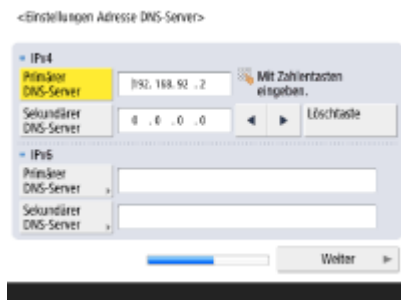 <Einstellungen Adresse DNS-Server>
IPv4
Primärer
DNS-Server
192. 168. 92 . 2
Mit Zahlentasten
eingeben.
Sekundärer
DNS-Server
0 . 0 . 0 . 0
Löschtaste
IPv6
Primärer
DNS-Server
Sekundärer
DNS-Server
Weiter